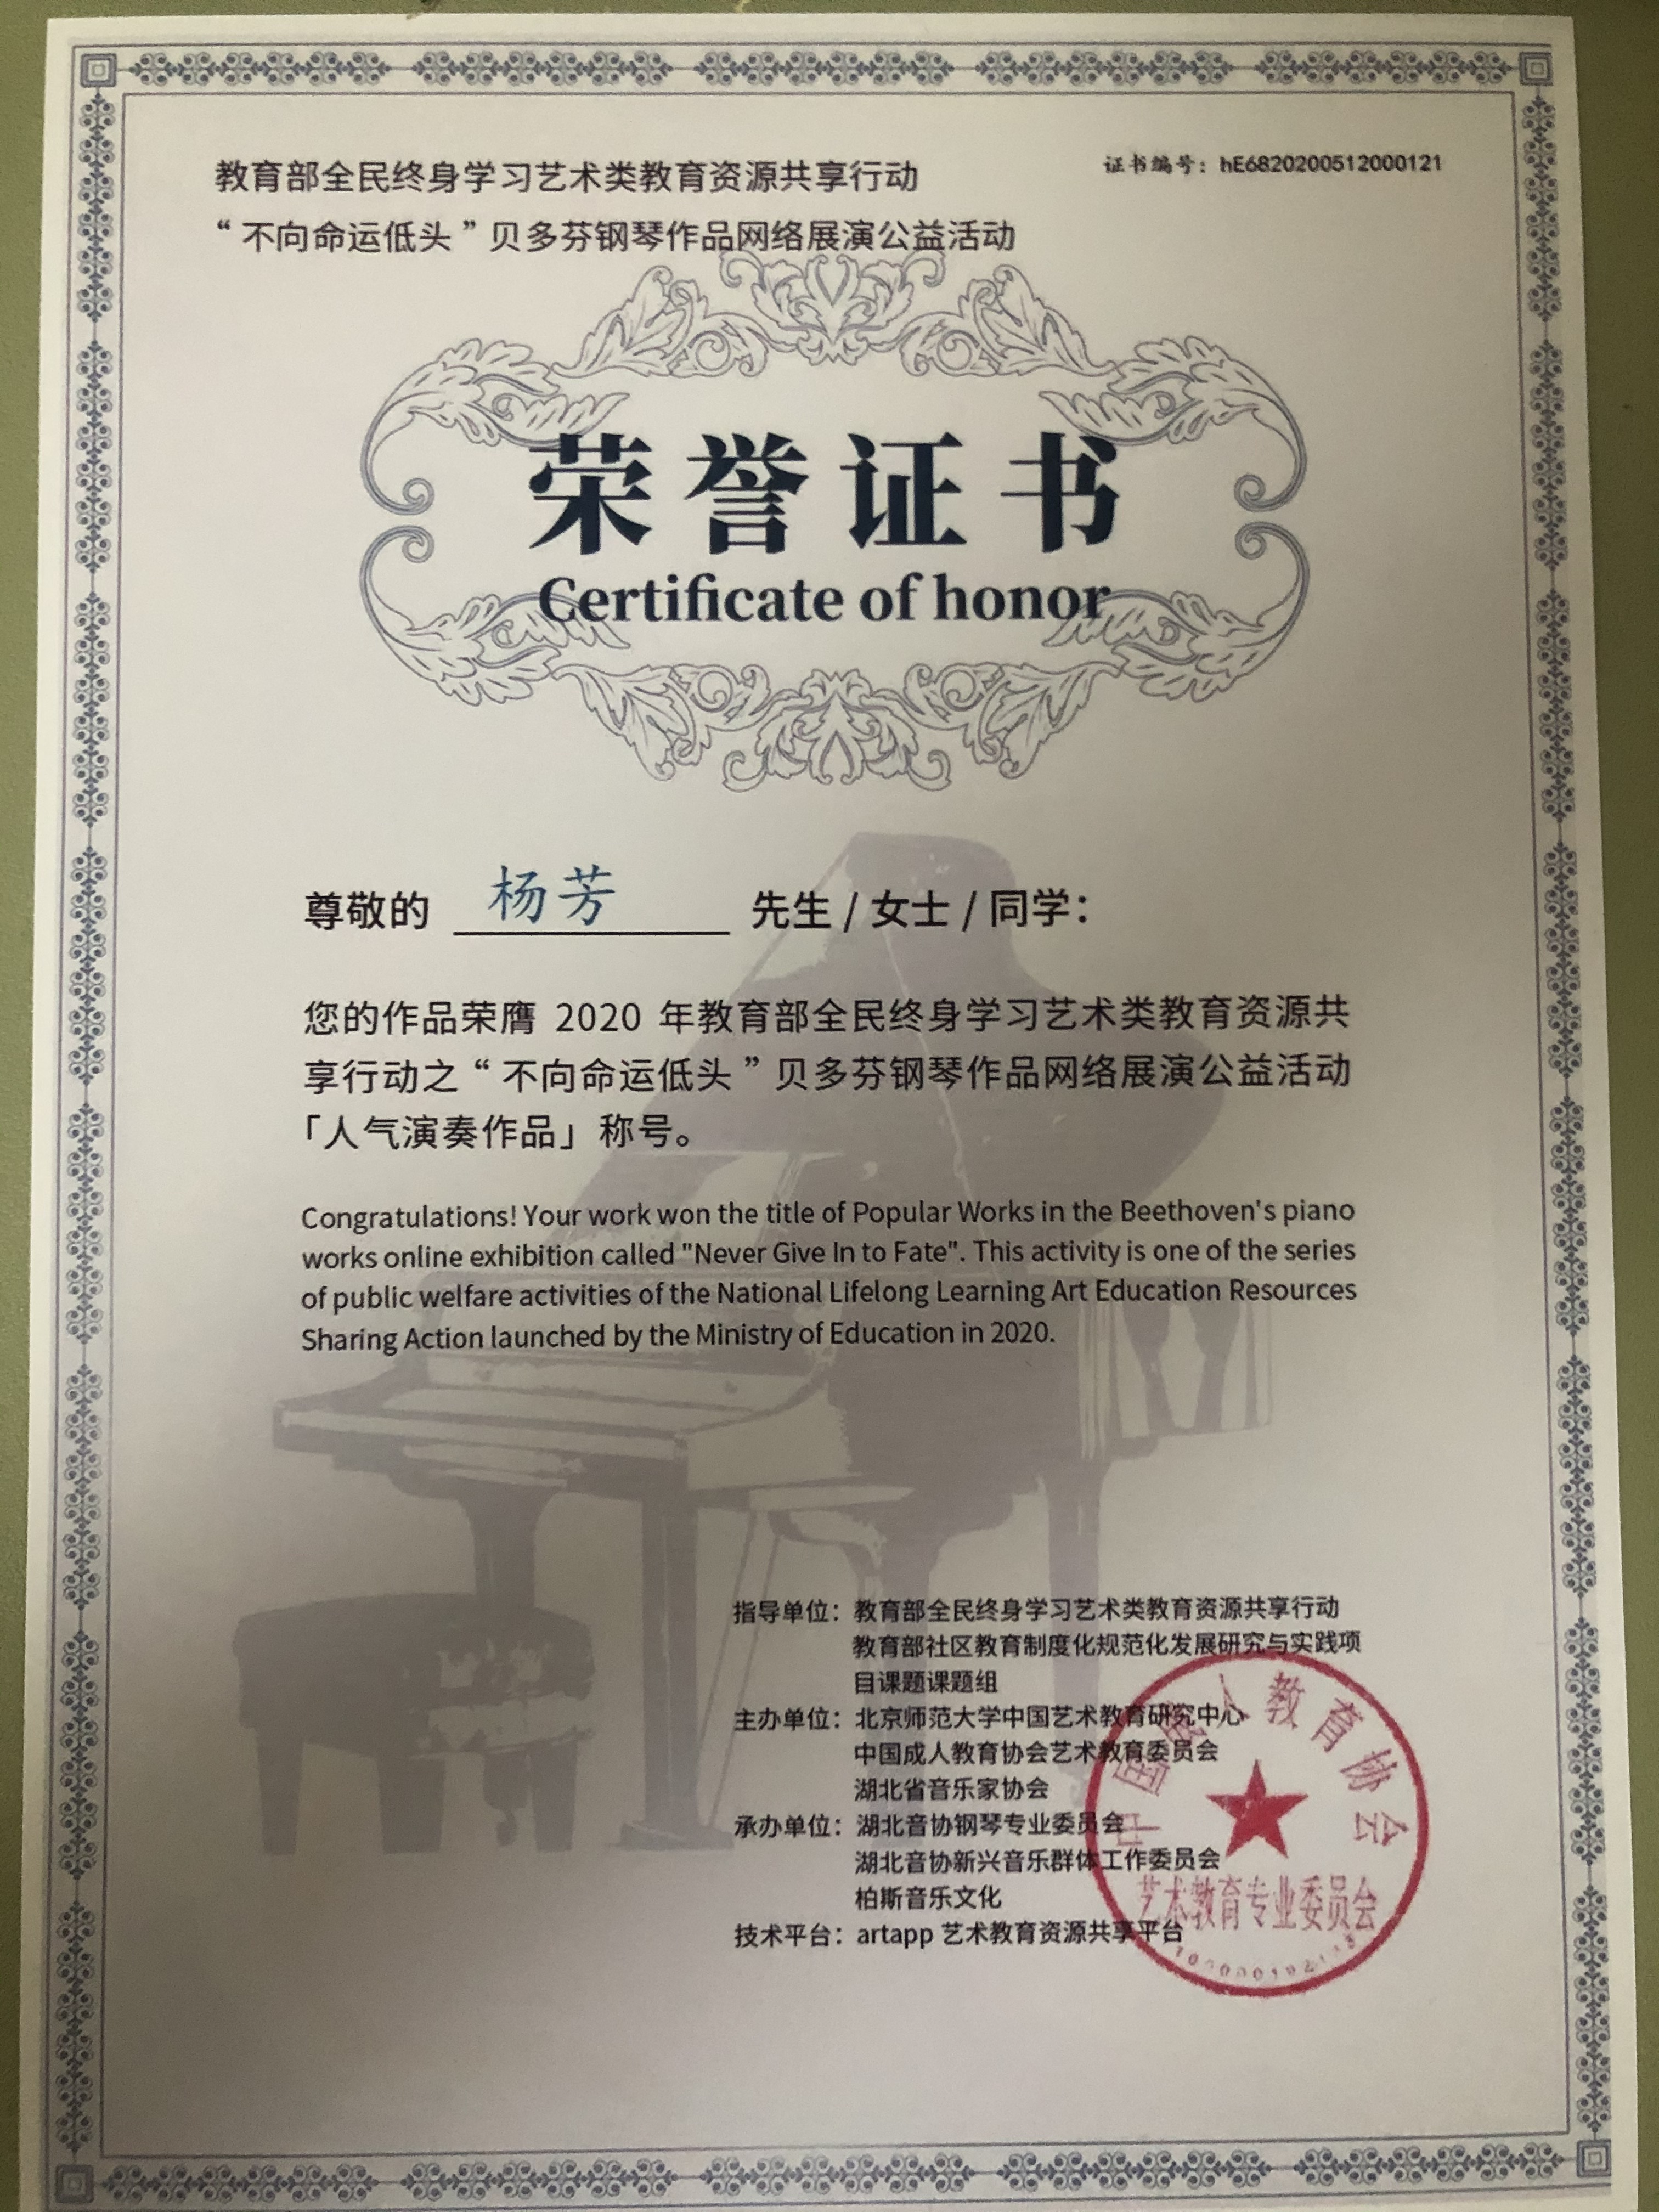 教育部全民终身学习艺术类教育资源共享行动
证书编号：hE6820200512000121
“不向命运低头”贝多芬钢琴作品网络展演公益活动
荣誉证书
Certificate of honor
尊敬的 杨芳 先生 / 女士 / 同学：
您的作品荣膺 2020 年教育部全民终身学习艺术类教育资源共
享行动之“不向命运低头”贝多芬钢琴作品网络展演公益活动
「人气演奏作品」称号。
Congratulations! Your work won the title of Popular Works in the Beethoven's piano
works online exhibition called "Never Give In to Fate". This activity is one of the series
of public welfare activities of the National Lifelong Learning Art Education Resources
Sharing Action launched by the Ministry of Education in 2020.
指导单位：教育部全民终身学习艺术类教育资源共享行动
教育部社区教育制度化规范化发展研究与实践项
目课题课题组
主办单位：北京师范大学中国艺术教育研究中心
中国成人教育协会艺术教育委员会
湖北省音乐家协会
承办单位：湖北音协钢琴专业委员会
湖北音协新兴音乐群体工作委员会
柏斯音乐文化
技术平台：artapp 艺术教育资源共享平台
中国成人教育协会
艺术教育专业委员会